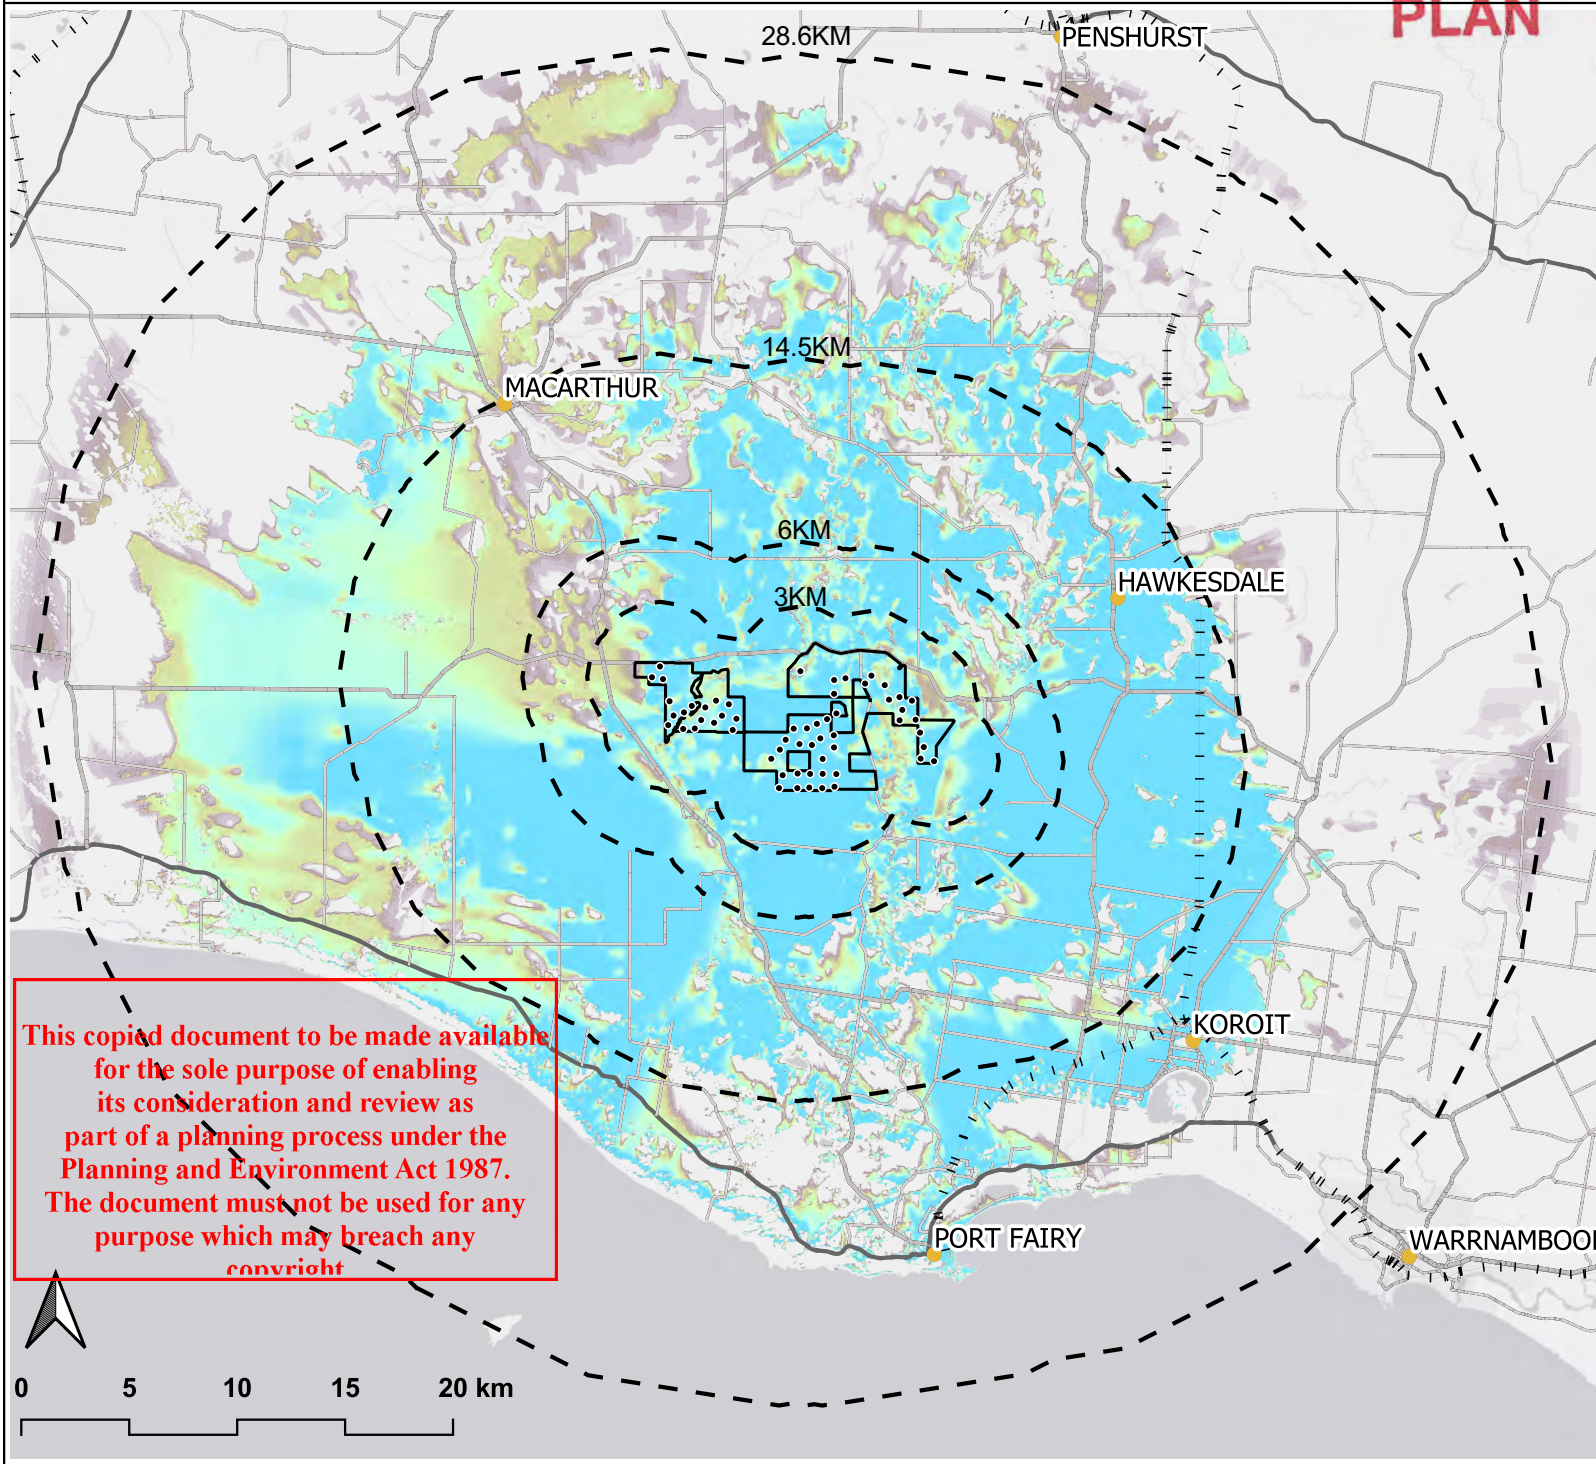 PLAN
28.6KM
PENSHURST
14.5KM
MACARTHUR
6KM
HAWKESDALE
3KM
KOROIT
This copied document to be made available
for the sole purpose of enabling
its consideration and review as
part of a planning process under the
Planning and Environment Act 1987.
The document must not be used for any
purpose which may breach any
copyright
PORT FAIRY
WARRNAMBOOL
0 5 10 15 20 km